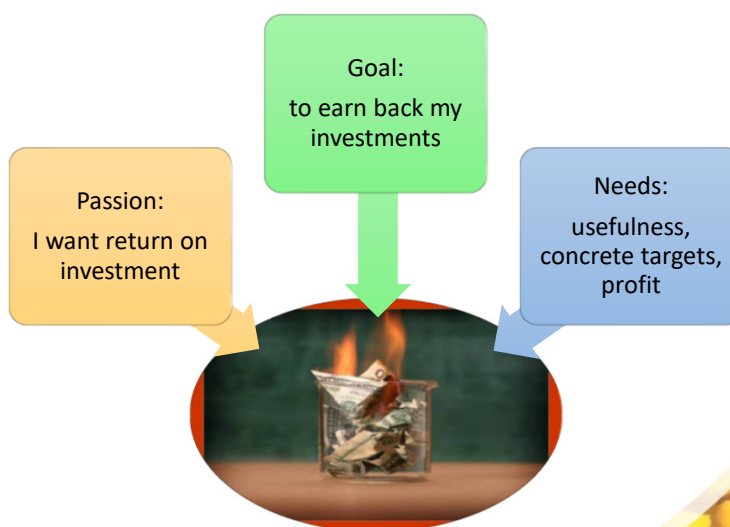 Goal:
to earn back my
investments
Passion:
I want return on
investment
Needs:
usefulness,
concrete targets,
profit